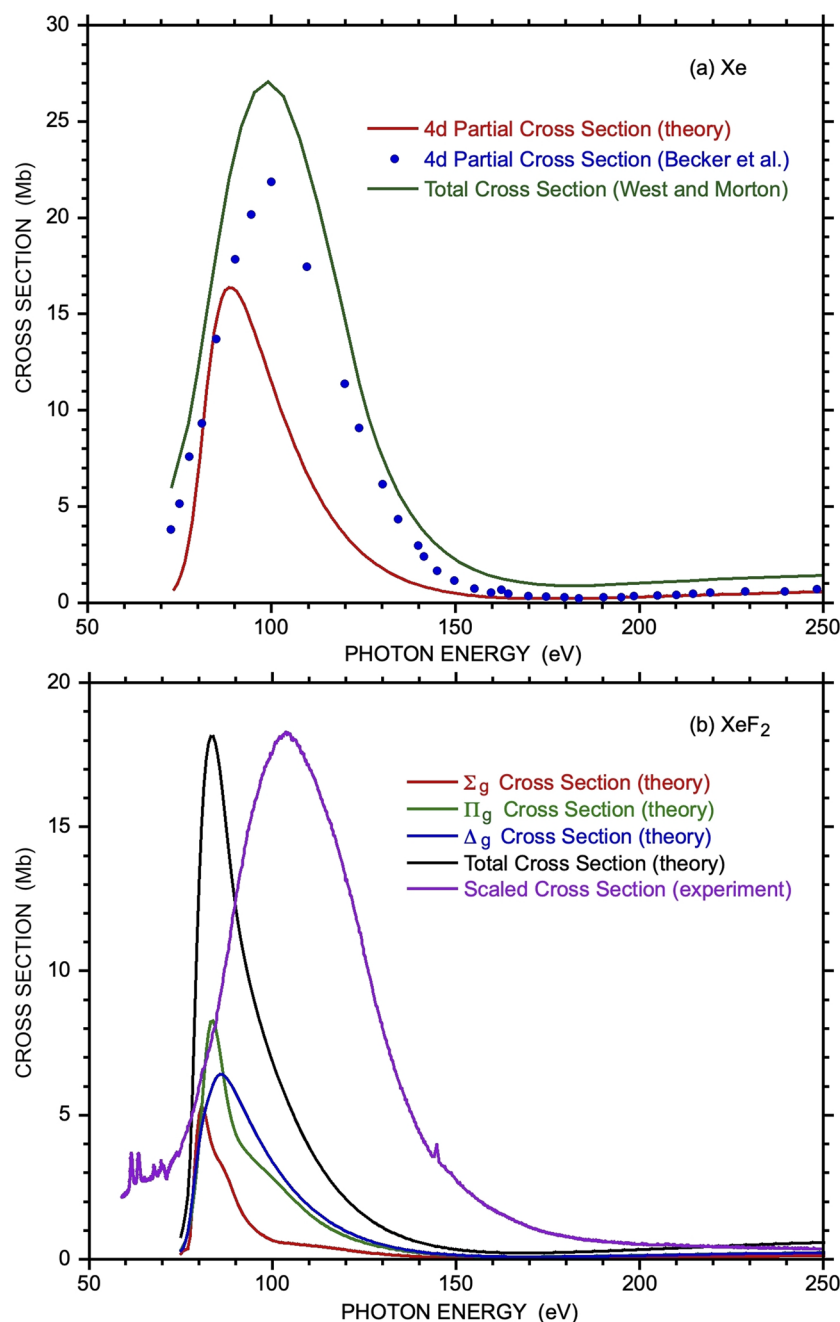 30
(a) Xe
25
4d Partial Cross Section (theory)
4d Partial Cross Section (Becker et al.)
Total Cross Section (West and Morton)
20
15
10
5
0
CROSS SECTION (Mb)
50 100 150 200 250
PHOTON ENERGY (eV)
20
(b) XeF₂
Σg Cross Section (theory)
Πg Cross Section (theory)
Δg Cross Section (theory)
Total Cross Section (theory)
Scaled Cross Section (experiment)
15
10
5
0
CROSS SECTION (Mb)
50 100 150 200 250
PHOTON ENERGY (eV)